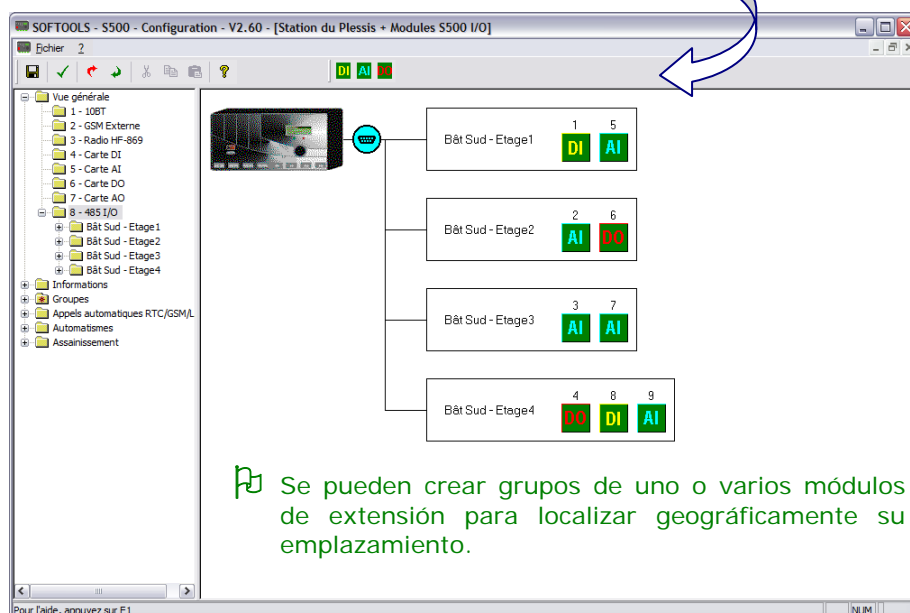 SOFTOOLS - S500 - Configuration - V2.60 - [Station du Plessis + Modules S500 I/O]
Fichier ?
DI AI DO
Vue générale
1 - 10BT
2 - GSM Externe
3 - Radio HF-869
4 - Carte DI
5 - Carte AI
6 - Carte DO
7 - Carte AO
8 - 485 I/O
Bât Sud - Etage1
Bât Sud - Etage2
Bât Sud - Etage3
Bât Sud - Etage4
Informations
Groupes
Appels automatiques RTC/GSM/L
Automatismes
Assainissement
1 5
Bât Sud - Etage1 DI AI
2 6
Bât Sud - Etage2 AI DO
3 7
Bât Sud - Etage3 AI AI
4 8 9
Bât Sud - Etage4 DO DI AI
Se pueden crear grupos de uno o varios módulos
de extensión para localizar geográficamente su
emplazamiento.
Pour l'aide, appuyez sur F1
NUM